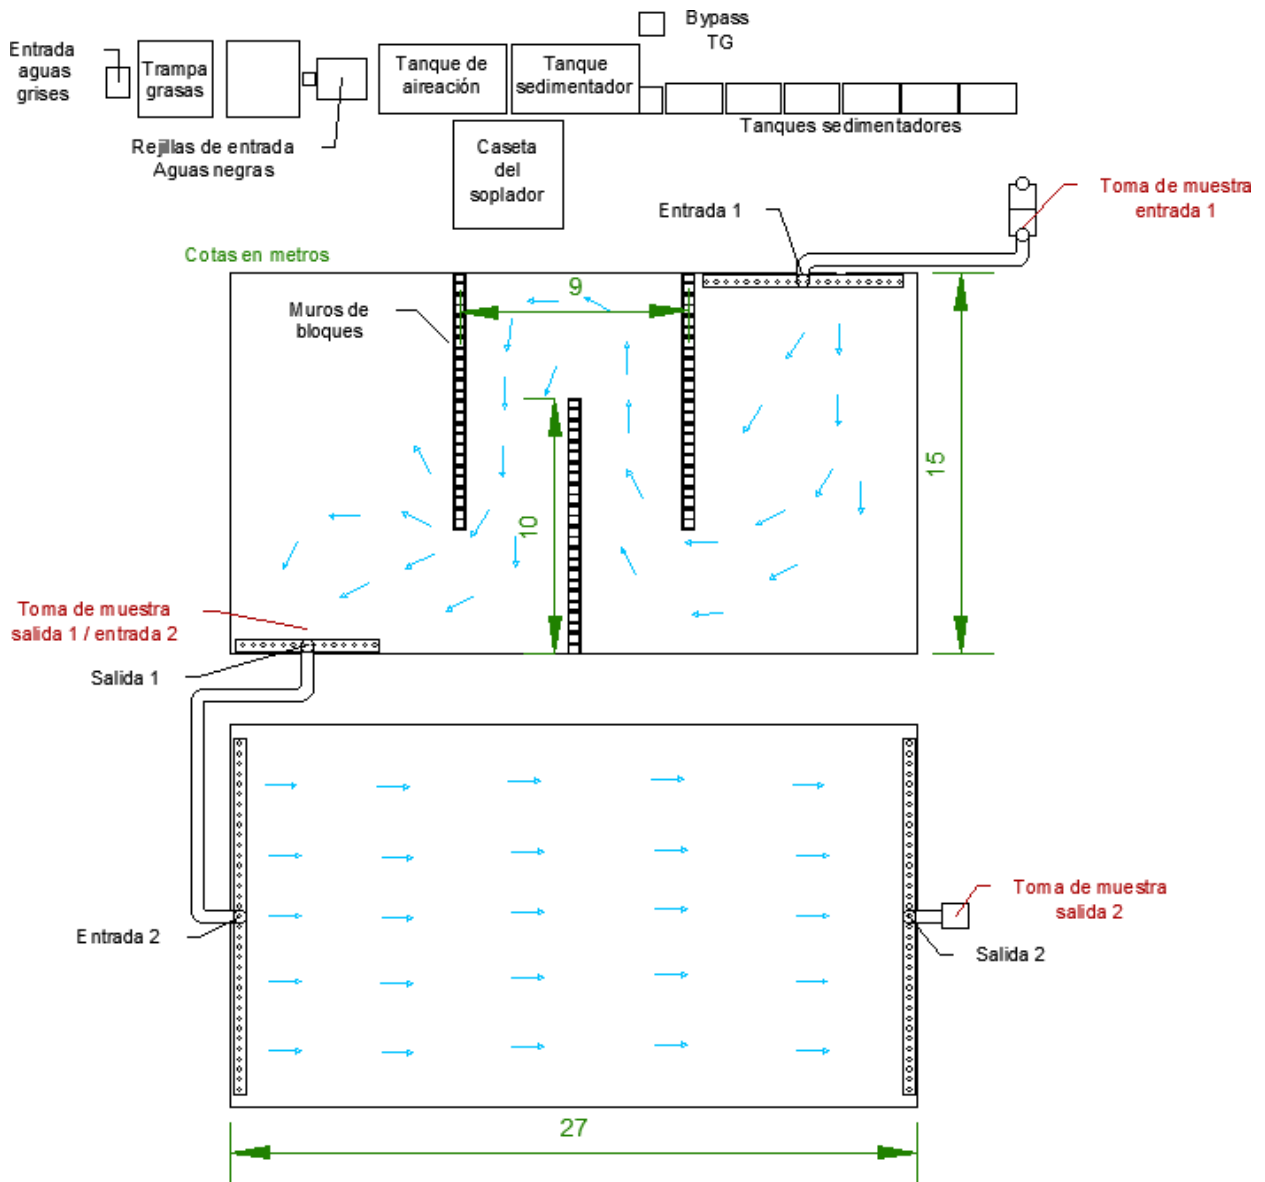 Bypass
TG
Entrada
aguas
grises
Trampa
grasas
Tanque de
aireación
Tanque
sedimentador
Tanques sedimentadores
Rejillas de entrada
Aguas negras
Caseta
del
soplador
Toma de muestra
entrada 1
Entrada 1
Cotas en metros
9
Muros de
bloques
15
10
Toma de muestra
salida 1 / entrada 2
Salida 1
Toma de muestra
salida 2
Entrada 2
Salida 2
27